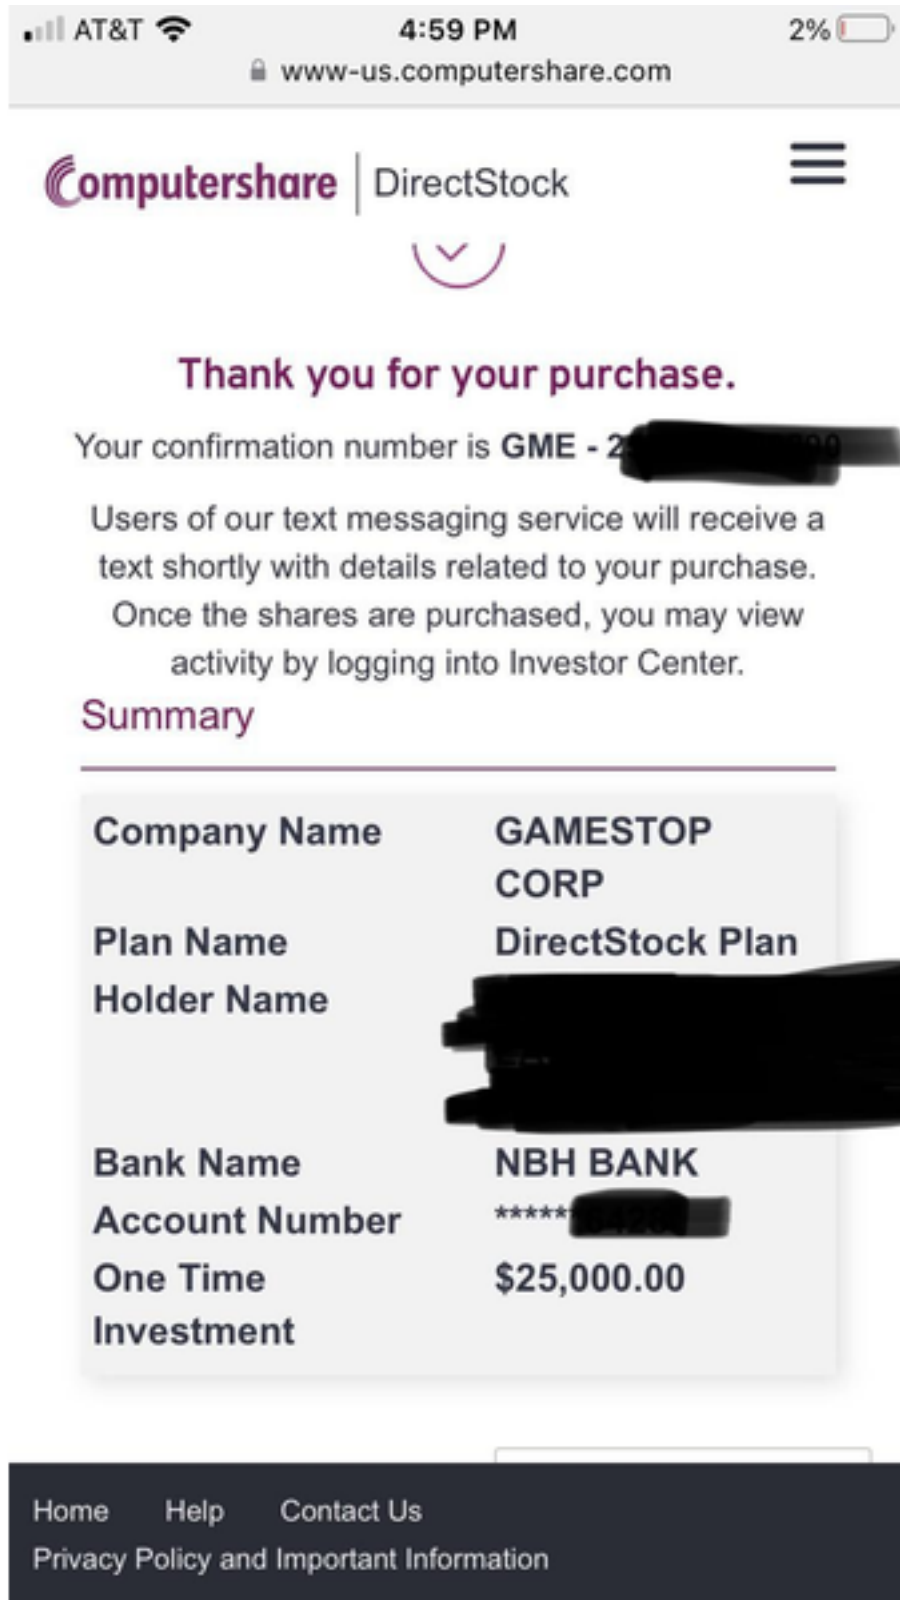 AT&T 4:59 PM 2%
www-us.computershare.com
Computershare | DirectStock
Thank you for your purchase.
Your confirmation number is GME -
Users of our text messaging service will receive a
text shortly with details related to your purchase.
Once the shares are purchased, you may view
activity by logging into Investor Center.
Summary
Company Name GAMESTOP
CORP
Plan Name DirectStock Plan
Holder Name
Bank Name NBH BANK
Account Number *****
One Time $25,000.00
Investment
Home Help Contact Us
Privacy Policy and Important Information